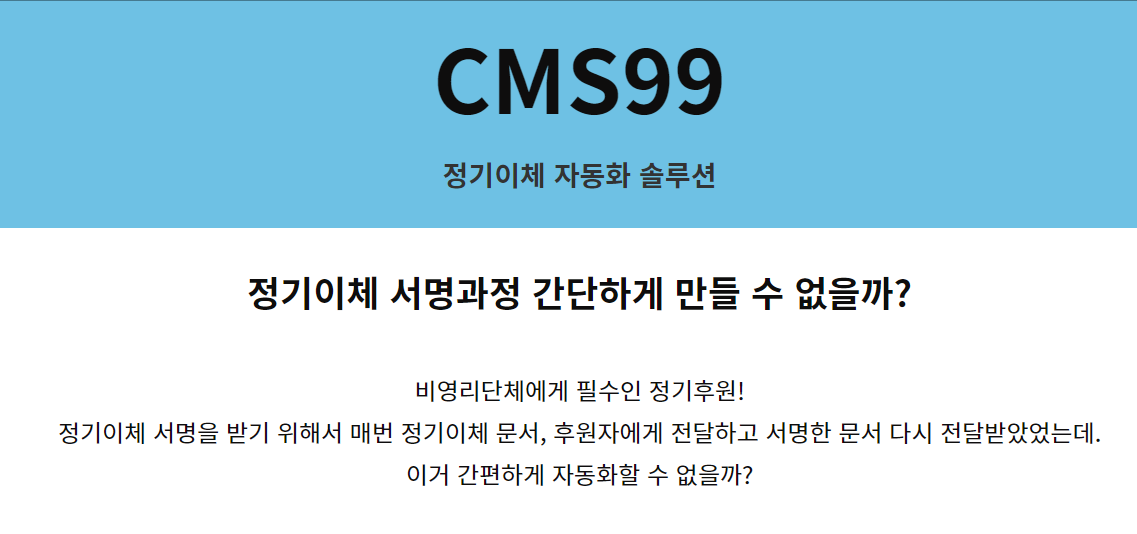 CMS99
정기이체 자동화 솔루션
정기이체 서명과정 간단하게 만들 수 없을까?
비영리단체에게 필수인 정기후원!
정기이체 서명을 받기 위해서 매번 정기이체 문서, 후원자에게 전달하고 서명한 문서 다시 전달받았었는데.
이거 간편하게 자동화할 수 없을까?